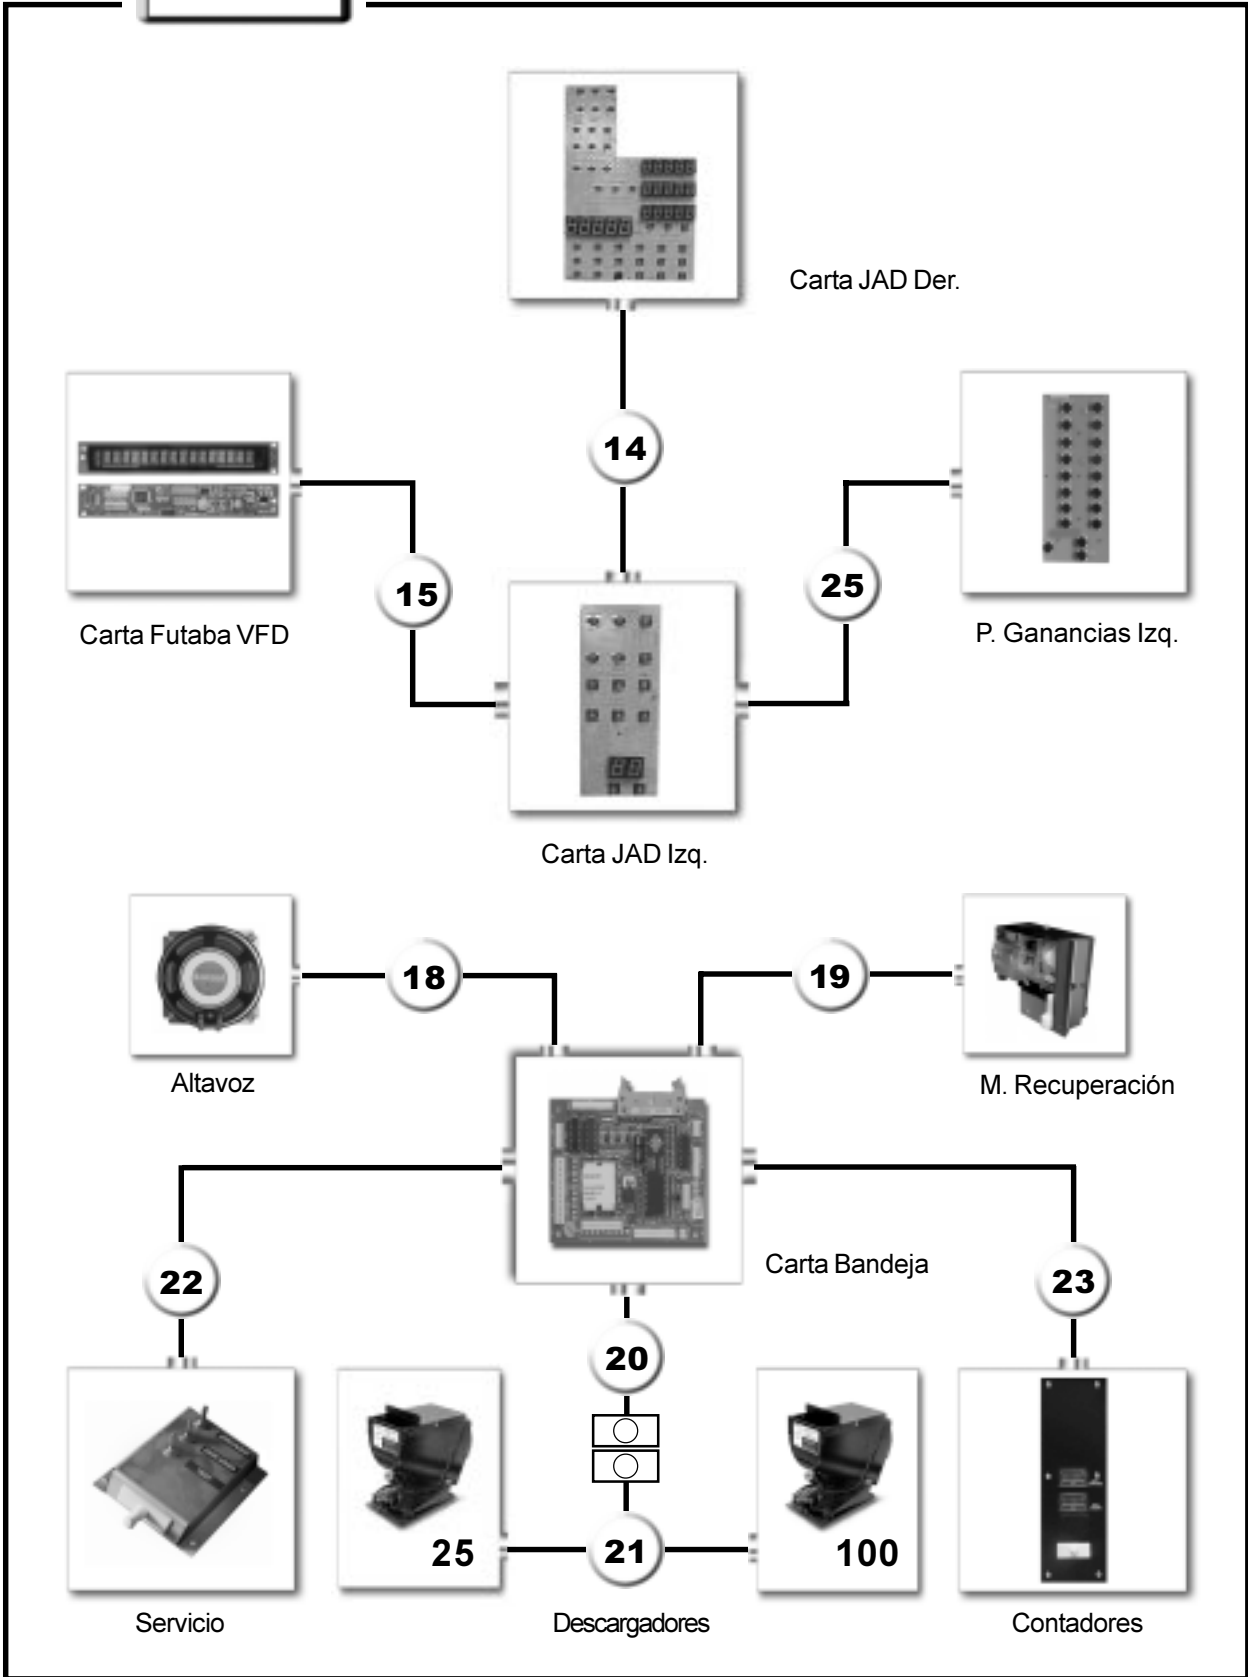 Carta JAD Der.
14
15
25
Carta Futaba VFD
P. Ganancias Izq.
Carta JAD Izq.
18
19
Altavoz
M. Recuperación
Carta Bandeja
22
23
20
25
21
100
Servicio
Descargadores
Contadores